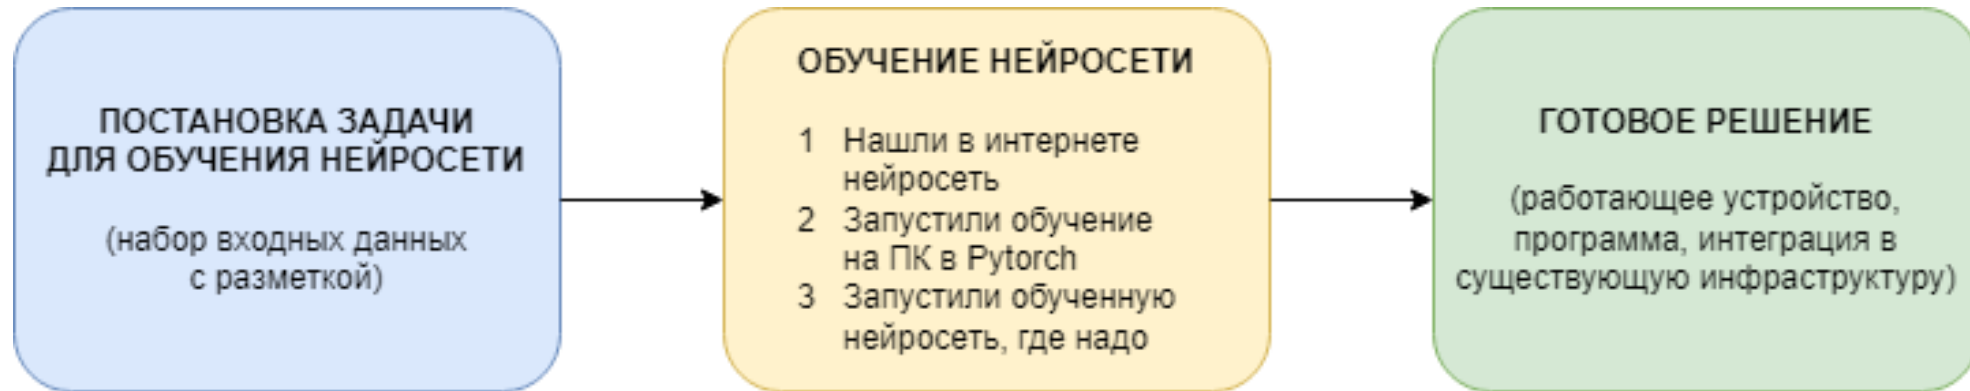 ПОСТАНОВКА ЗАДАЧИ
ДЛЯ ОБУЧЕНИЯ НЕЙРОСЕТИ
(набор входных данных
с разметкой)
ОБУЧЕНИЕ НЕЙРОСЕТИ
1 Нашли в интернете
нейросеть
2 Запустили обучение
на ПК в Pytorch
3 Запустили обученную
нейросеть, где надо
ГОТОВОЕ РЕШЕНИЕ
(работающее устройство,
программа, интеграция в
существующую инфраструктуру)